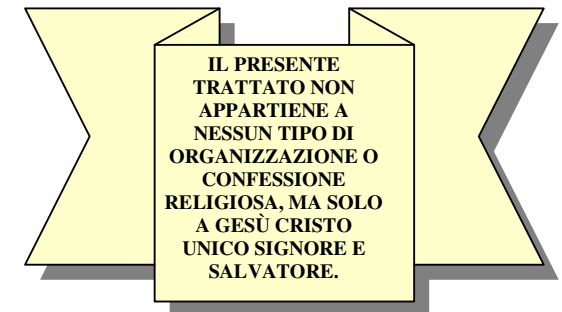 IL PRESENTE
TRATTATO NON
APPARTIENE A
NESSUN TIPO DI
ORGANIZZAZIONE O
CONFESSIONE
RELIGIOSA, MA SOLO
A GESÙ CRISTO
UNICO SIGNORE E
SALVATORE.